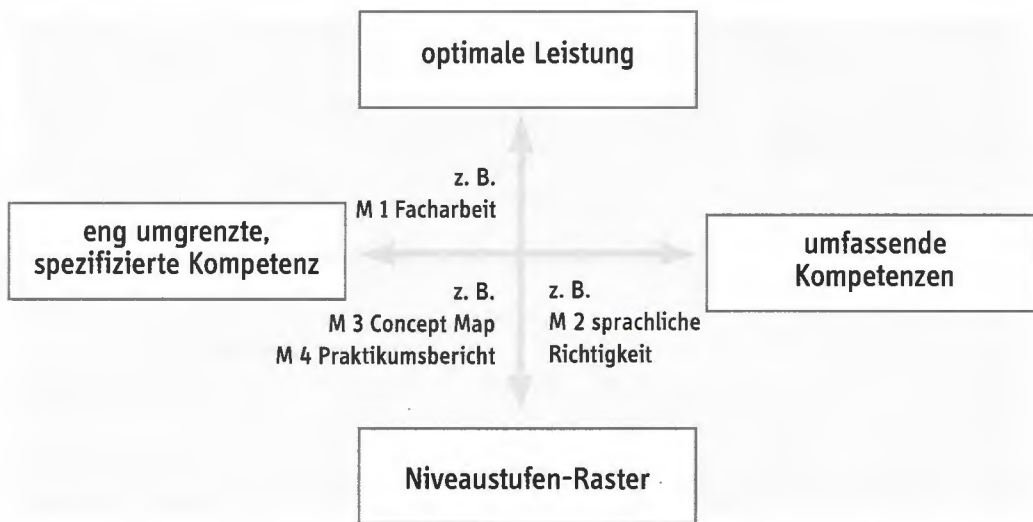 optimale Leistung
z. B.
M 1 Facharbeit
eng umgrenzte,
spezifizierte Kompetenz
umfassende
Kompetenzen
z. B.
M 3 Concept Map
M 4 Praktikumsbericht
z. B.
M 2 sprachliche
Richtigkeit
Niveaustufen-Raster